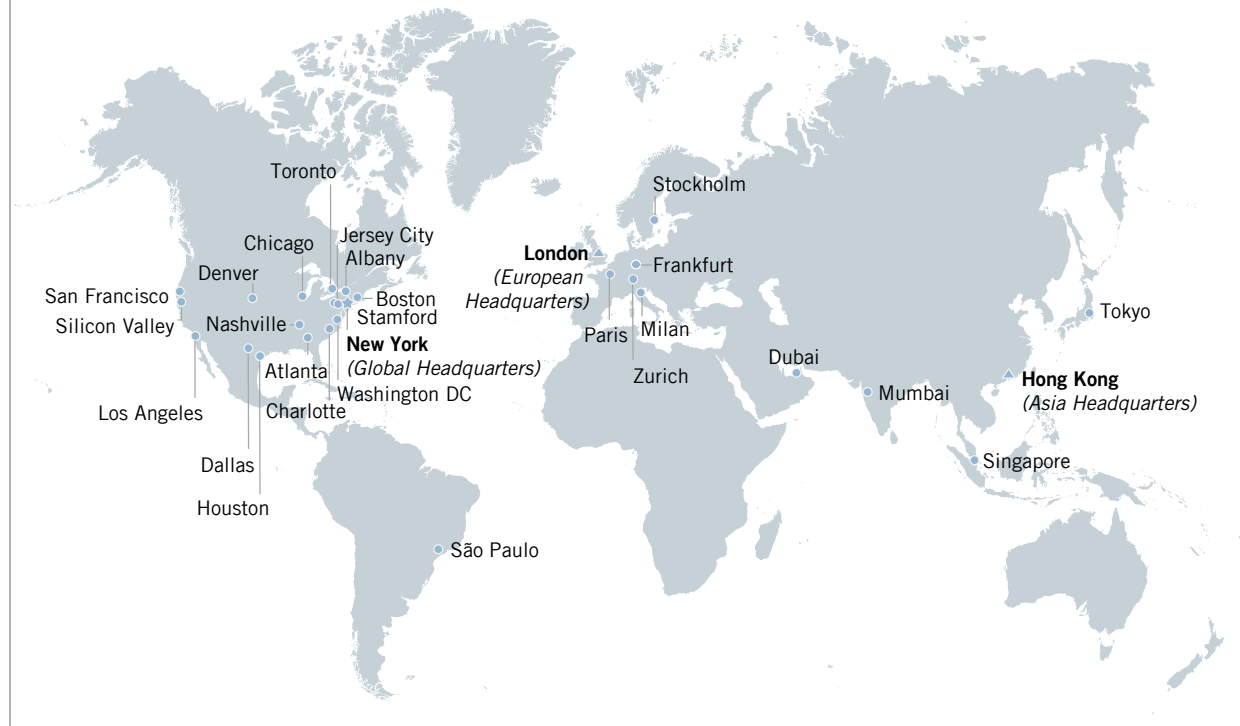 Toronto
Stockholm
Jersey City
Chicago
Albany
London
(European
Headquarters)
Frankfurt
Denver
San Francisco
Boston
Silicon Valley
Nashville
Stamford
Tokyo
Paris
Milan
New York
(Global Headquarters)
Dubai
Atlanta
Zurich
Hong Kong
(Asia Headquarters)
Washington DC
Mumbai
Los Angeles
Charlotte
Dallas
Singapore
Houston
São Paulo